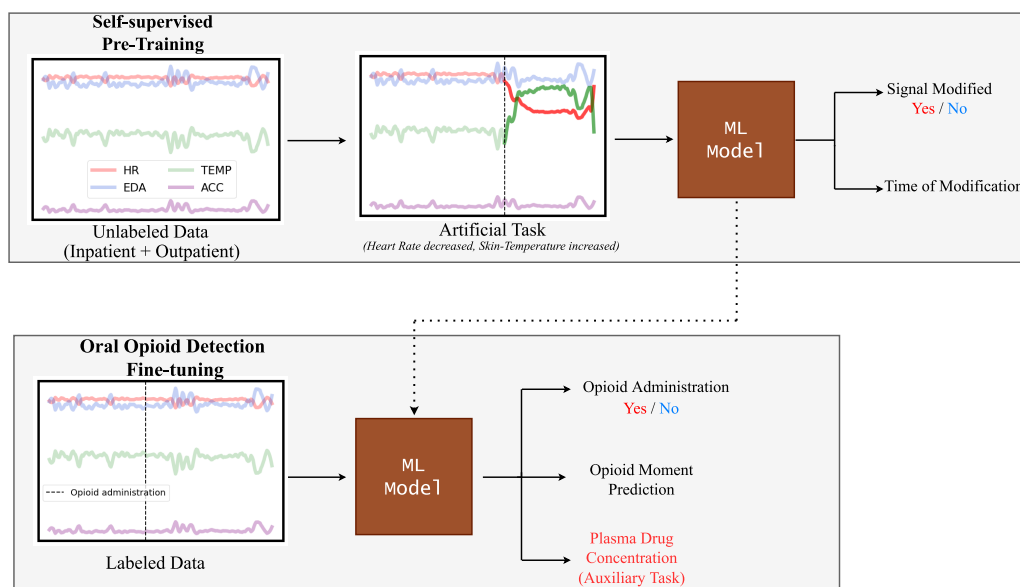 Self-supervised
Pre-Training
HR
TEMP
EDA
ACC
Unlabeled Data
(Inpatient + Outpatient)
Artificial Task
(Heart Rate decreased, Skin-Temperature increased)
ML
Model
Signal Modified
Yes / No
Time of Modification
Oral Opioid Detection
Fine-tuning
Opioid administration
Labeled Data
ML
Model
Opioid Administration
Yes / No
Opioid Moment
Prediction
Plasma Drug
Concentration
(Auxiliary Task)